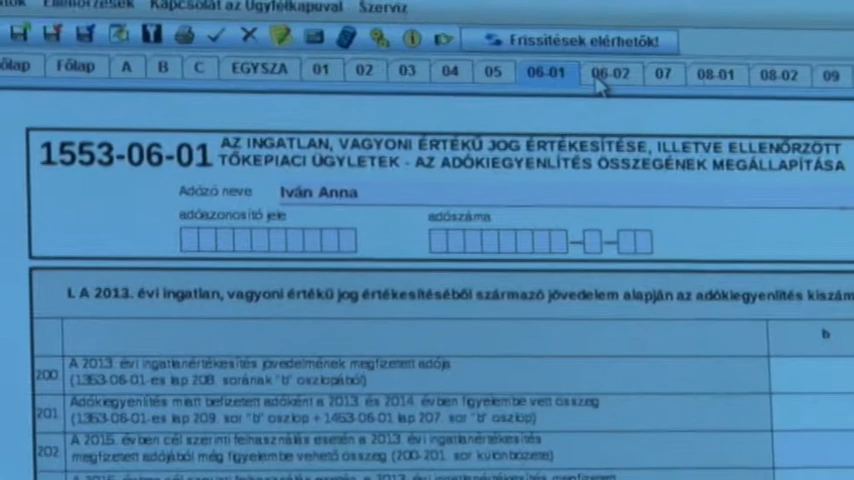 Ellenőrzések Kapcsolat az Ügyfélkapuval Szerviz
Frissítések elérhetők!
Főlap A B C EGYSZA 01 02 03 04 05 06-01 06-02 07 08-01 08-02 09
1553-06-01
AZ INGATLAN, VAGYONI ÉRTÉKŰ JOG ÉRTÉKESÍTÉSE, ILLETVE ELLENŐRZÖTT
TŐKEPIACI ÜGYLETEK - AZ ADÓKIEGYENLÍTÉS ÖSSZEGÉNEK MEGÁLLAPÍTÁSA
Adózó neve Iván Anna
adóazonosító jele adószáma
I. A 2013. évi ingatlan, vagyoni értékű jog értékesítéséből származó jövedelem alapján az adókiegyenlítés
b
200 A 2013. évi ingatlanértékesítés jövedelmének megfizetett adója
(1353-06-01-es lap 208. sorának "b" oszlopából)
201 Adókiegyenlítés miatt befizetett adóként a 2013. és 2014. évben figyelembe vett összeg
(1353-06-01-es lap 209. sor "b" oszlop + 1453-06-01 lap 207. sor "b" oszlop)
202 A 2015. évben cél szerinti felhasználás esetén a 2013. évi ingatlanértékesítés
megfizetett adójából még figyelembe vehető összeg (200-201. sor különbözete)